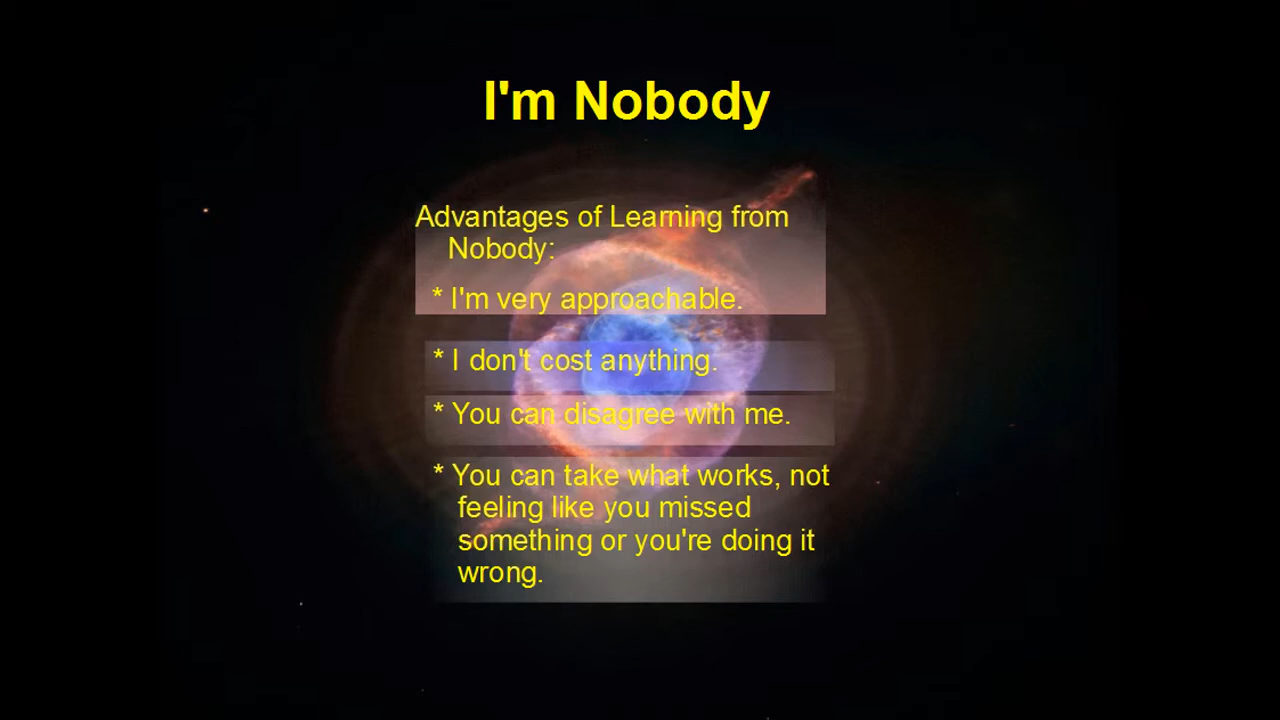 I'm Nobody
Advantages of Learning from
Nobody:
* I'm very approachable.
* I don't cost anything.
* You can disagree with me.
* You can take what works, not
feeling like you missed
something or you're doing it
wrong.